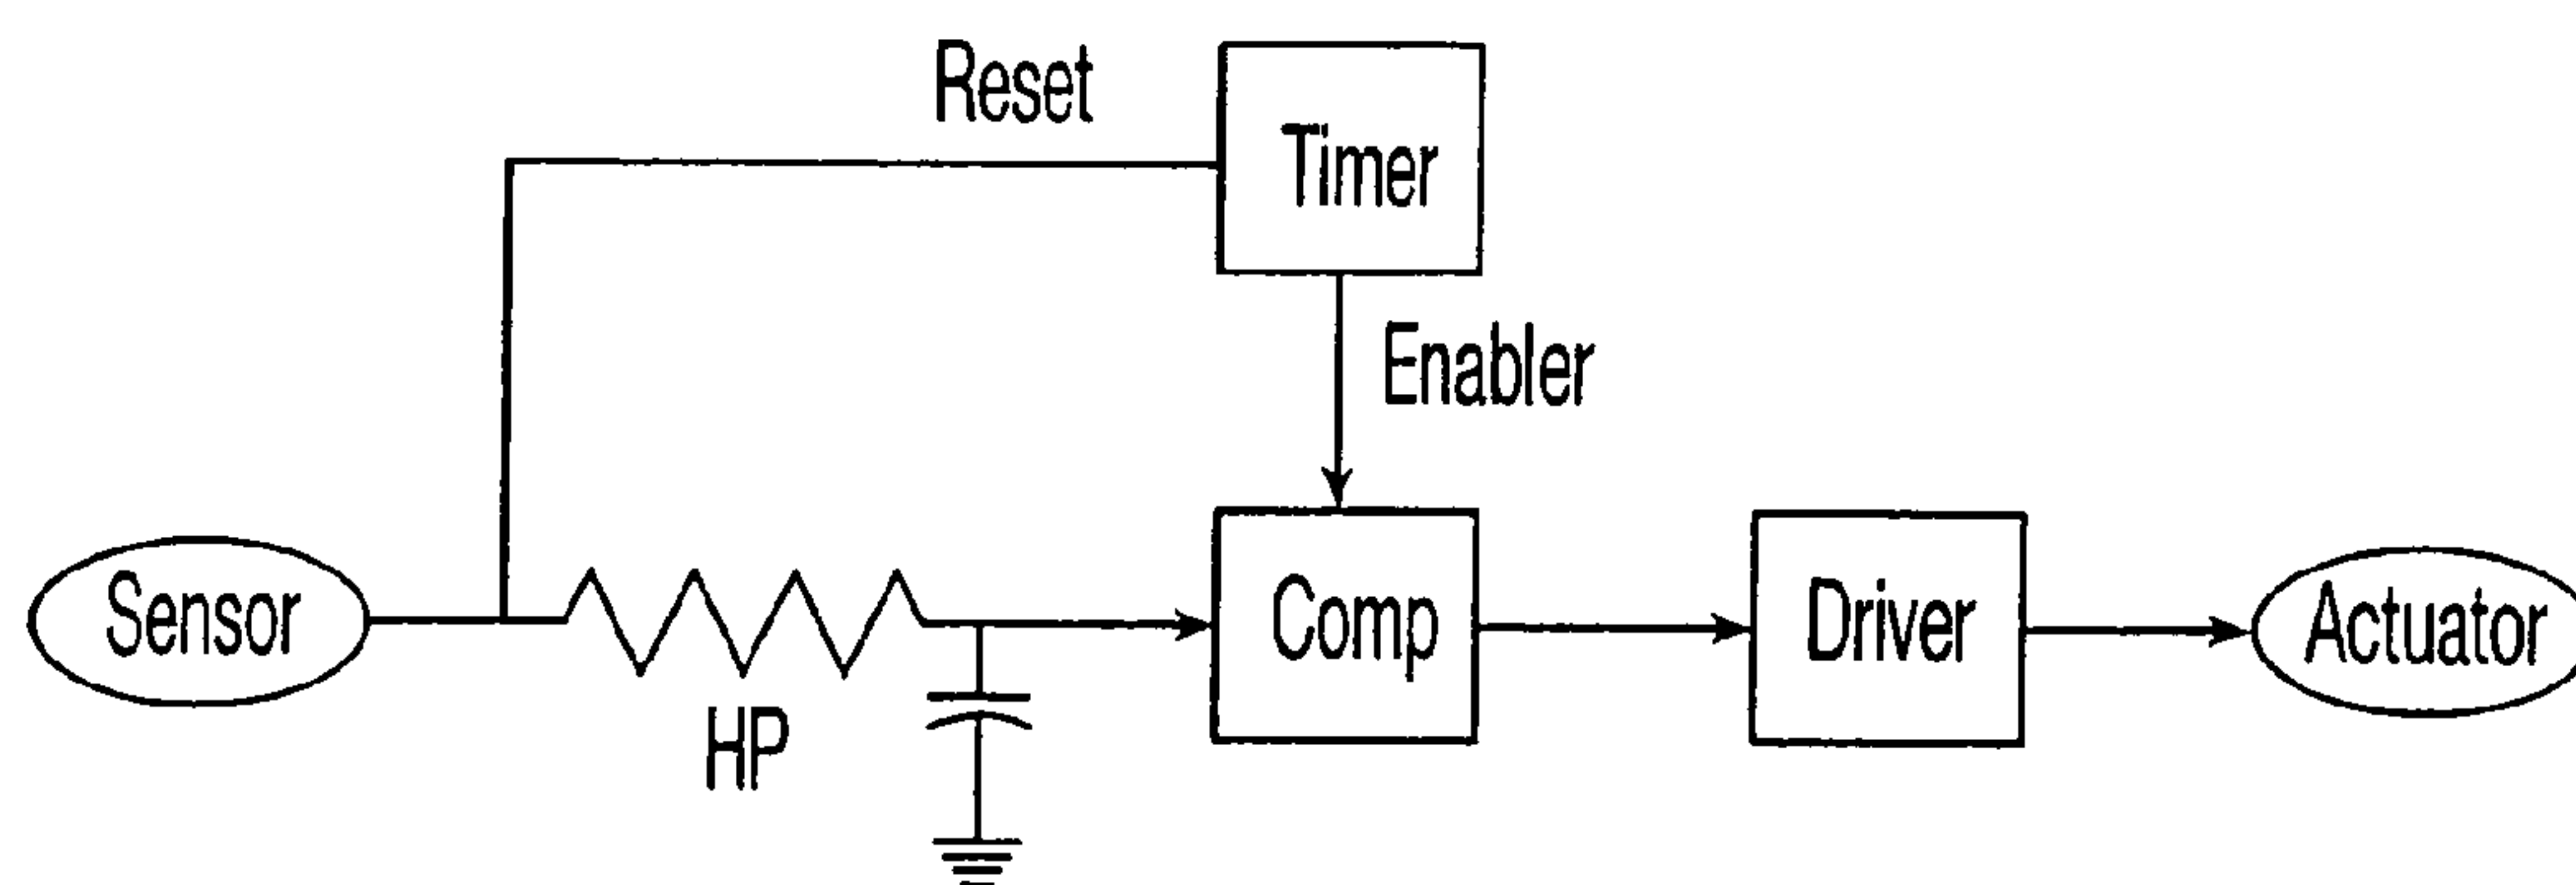 Reset
Timer
Enabler
Sensor
HP
Comp
Driver
Actuator